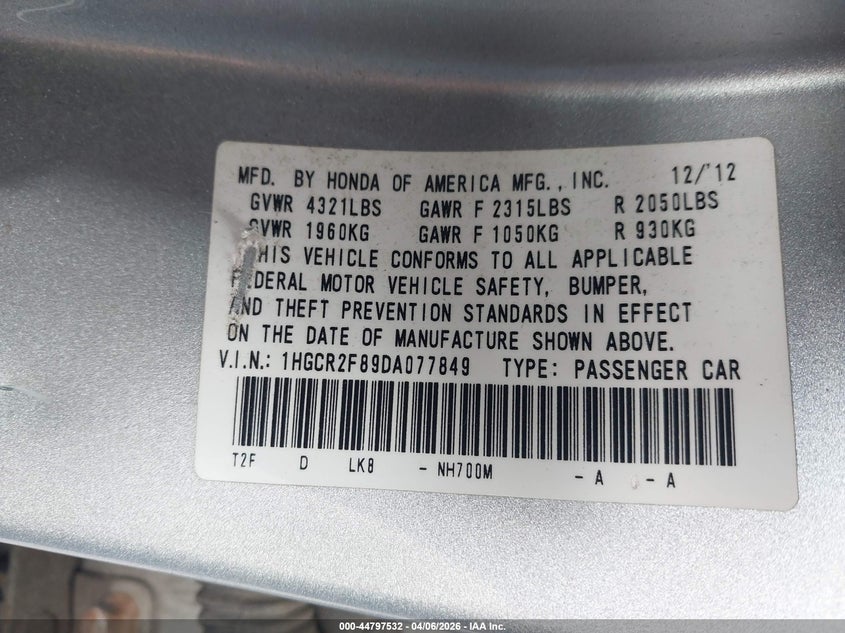 MFD. BY HONDA OF AMERICA MFG., INC. 12/'12
GVWR 4321LBS GAWR F 2315LBS R 2050LBS
GVWR 1960KG GAWR F 1050KG R 930KG
THIS VEHICLE CONFORMS TO ALL APPLICABLE
FEDERAL MOTOR VEHICLE SAFETY, BUMPER,
AND THEFT PREVENTION STANDARDS IN EFFECT
ON THE DATE OF MANUFACTURE SHOWN ABOVE.
V.I.N.: 1HGCR2F89DA077849 TYPE: PASSENGER CAR
T2F D LK8 - NH700M - A - A
000-44797532 - 04/06/2026 - IAA Inc.